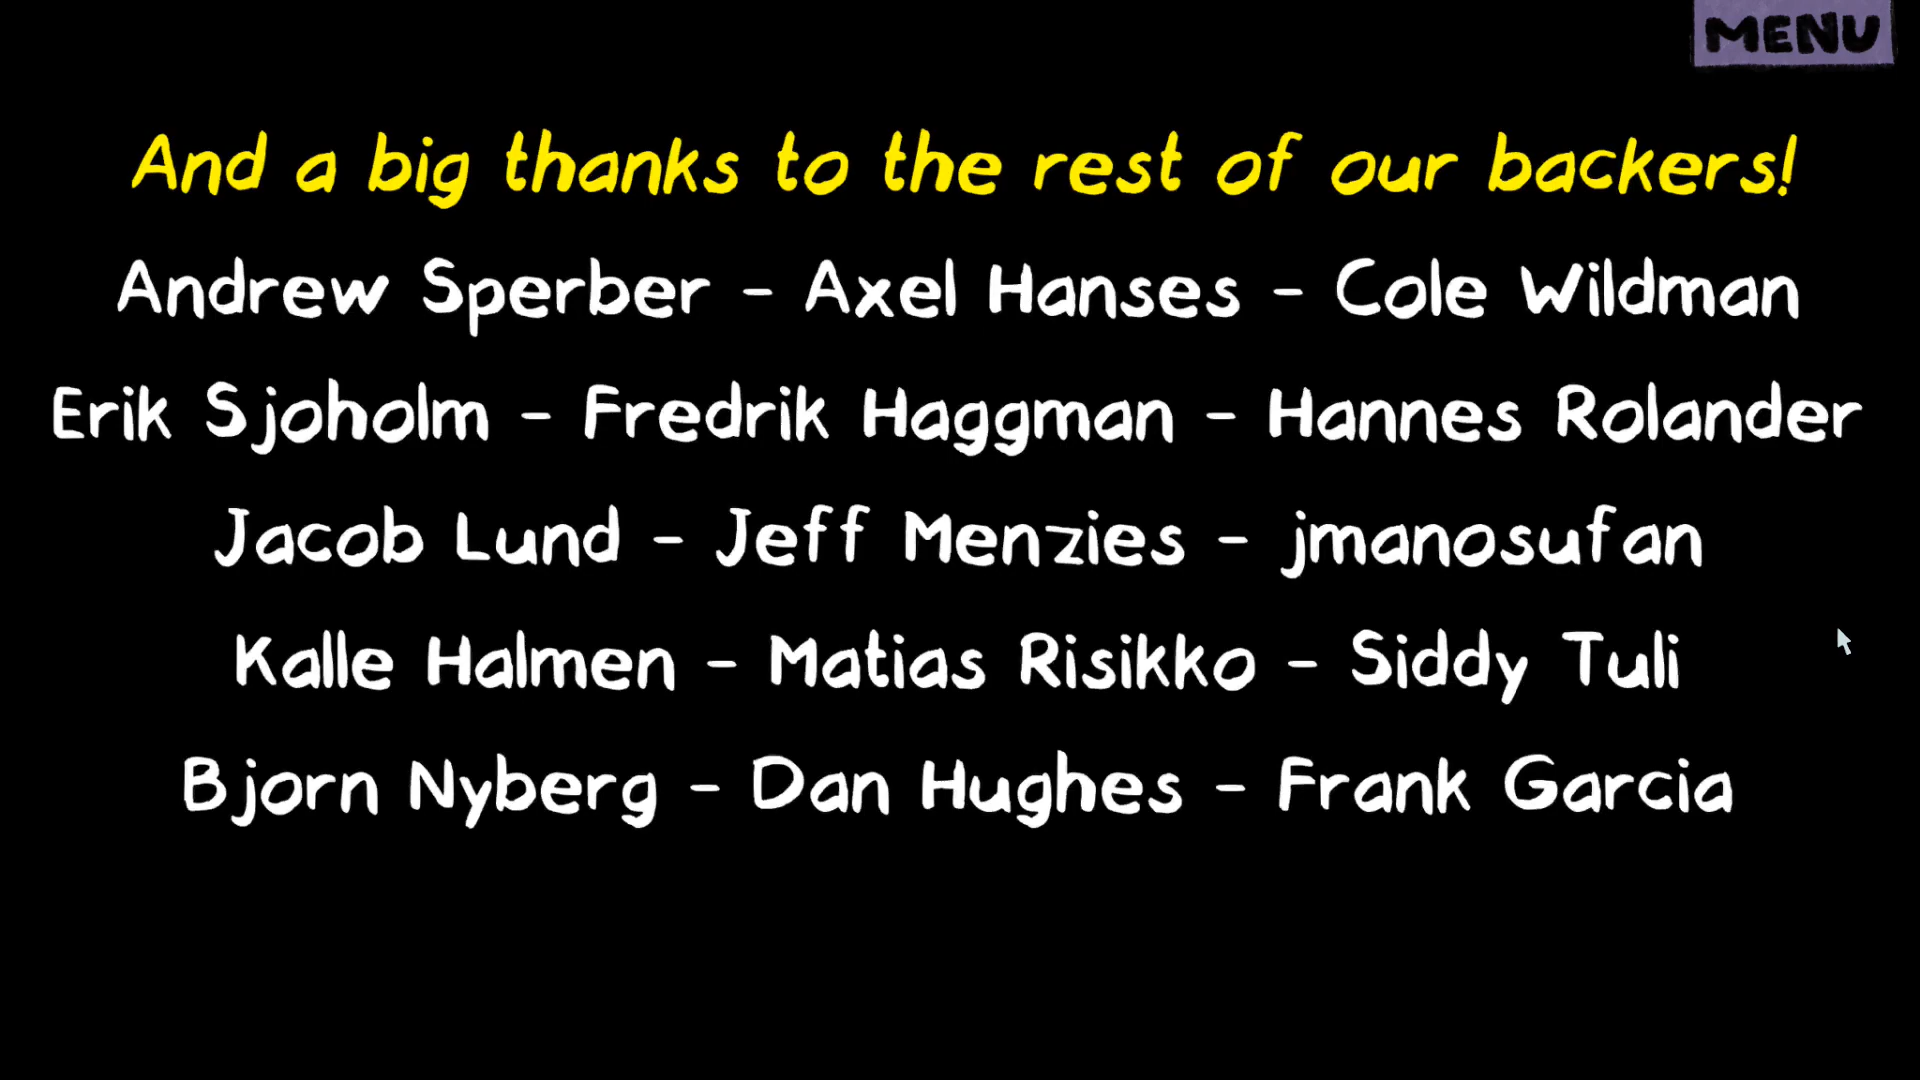 MENU
And a big thanks to the rest of our backers!
Andrew Sperber - Axel Hanses - Cole Wildman
Erik Sjoholm - Fredrik Haggman - Hannes Rolander
Jacob Lund - Jeff Menzies - jmanosufan
Kalle Halmen - Matias Risikko - Siddy Tuli
Bjorn Nyberg - Dan Hughes - Frank Garcia